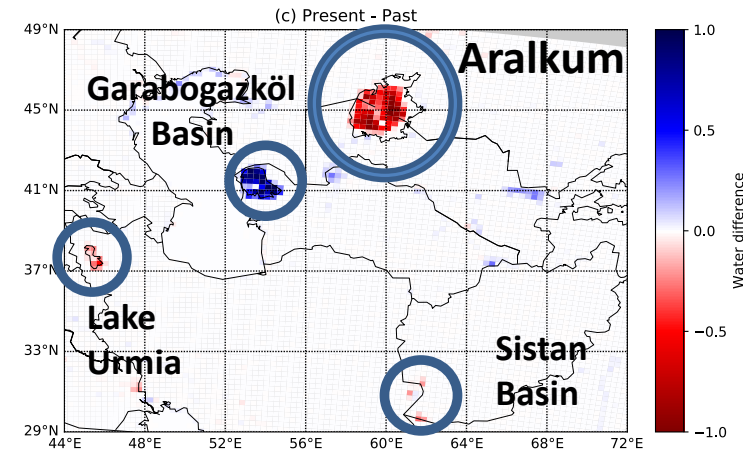 (c) Present - Past
49°N
45°N
41°N
37°N
33°N
29°N
44°E 48°E 52°E 56°E 60°E 64°E 68°E 72°E
Aralkum
Garabogazköl
Basin
Lake
Urmia
Sistan
Basin
1.0
0.5
0.0
−0.5
−1.0
Water difference